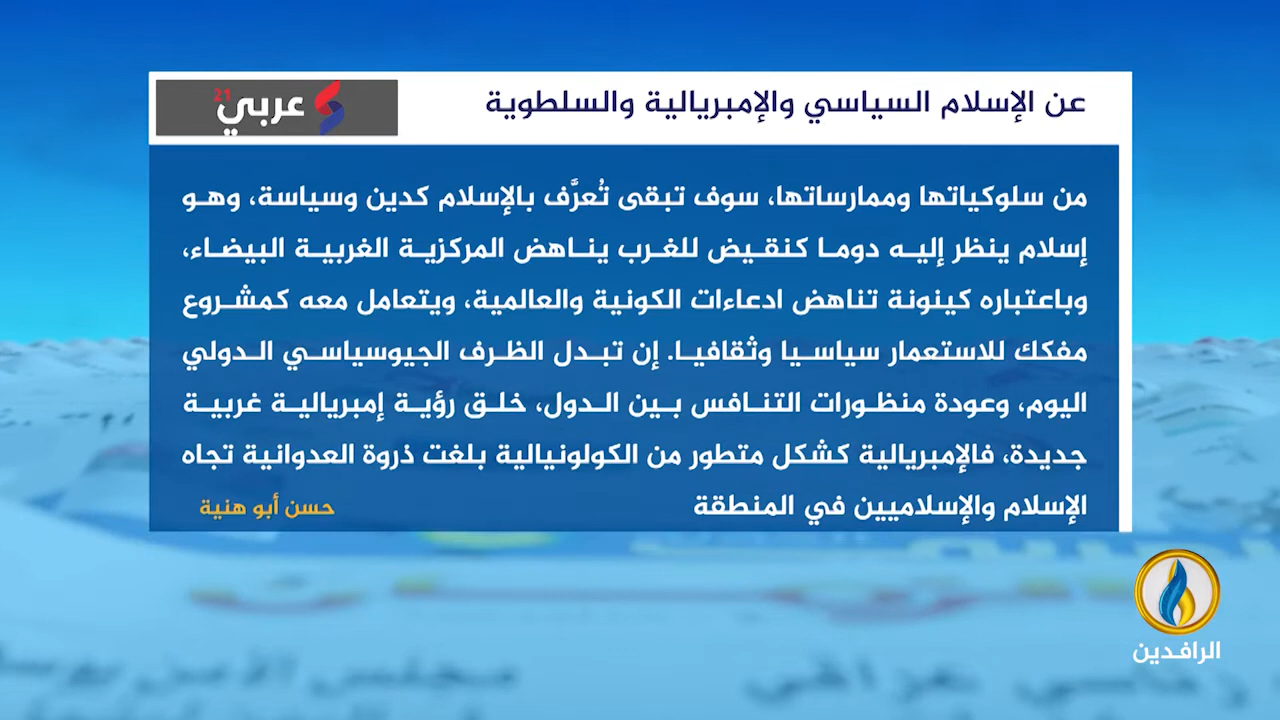 عن الإسلام السياسي والإمبريالية والسلطوية
عربي 21
من سلوكياتها وممارساتها، سوف تبقى تُعرَّف بالإسلام كدين وسياسة، وهو
إسلام ينظر إليه دوما كنقيض للغرب يناهض المركزية الغربية البيضاء،
وباعتباره كينونة تناهض ادعاءات الكونية والعالمية، ويتعامل معه كمشروع
مفكك للاستعمار سياسيا وثقافيا. إن تبدل الظرف الجيوسياسي الدولي
اليوم، وعودة منظورات التنافس بين الدول، خلق رؤية إمبريالية غربية
جديدة، فالإمبريالية كشكل متطور من الكولونيالية بلغت ذروة العدوانية تجاه
الإسلام والإسلاميين في المنطقة
حسن أبو هنية
الرافدين
مجلس الأمن